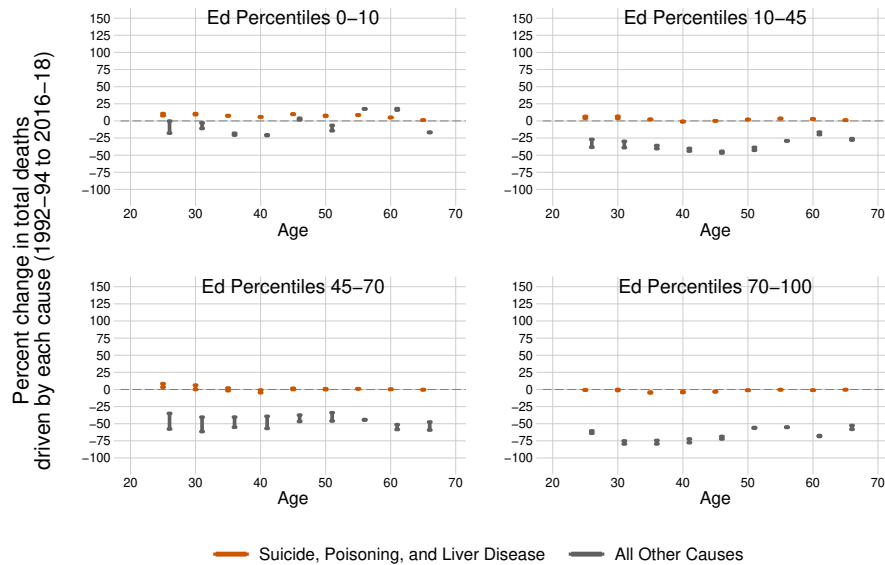 Percent change in total deaths
driven by each cause (1992−94 to 2016−18)
Ed Percentiles 0−10
150
125
100
75
50
25
0
−25
−50
−75
−100
20 30 40 50 60 70
Age
Ed Percentiles 10−45
150
125
100
75
50
25
0
−25
−50
−75
−100
20 30 40 50 60 70
Age
Ed Percentiles 45−70
150
125
100
75
50
25
0
−25
−50
−75
−100
20 30 40 50 60 70
Age
Ed Percentiles 70−100
150
125
100
75
50
25
0
−25
−50
−75
−100
20 30 40 50 60 70
Age
Suicide, Poisoning, and Liver Disease All Other Causes